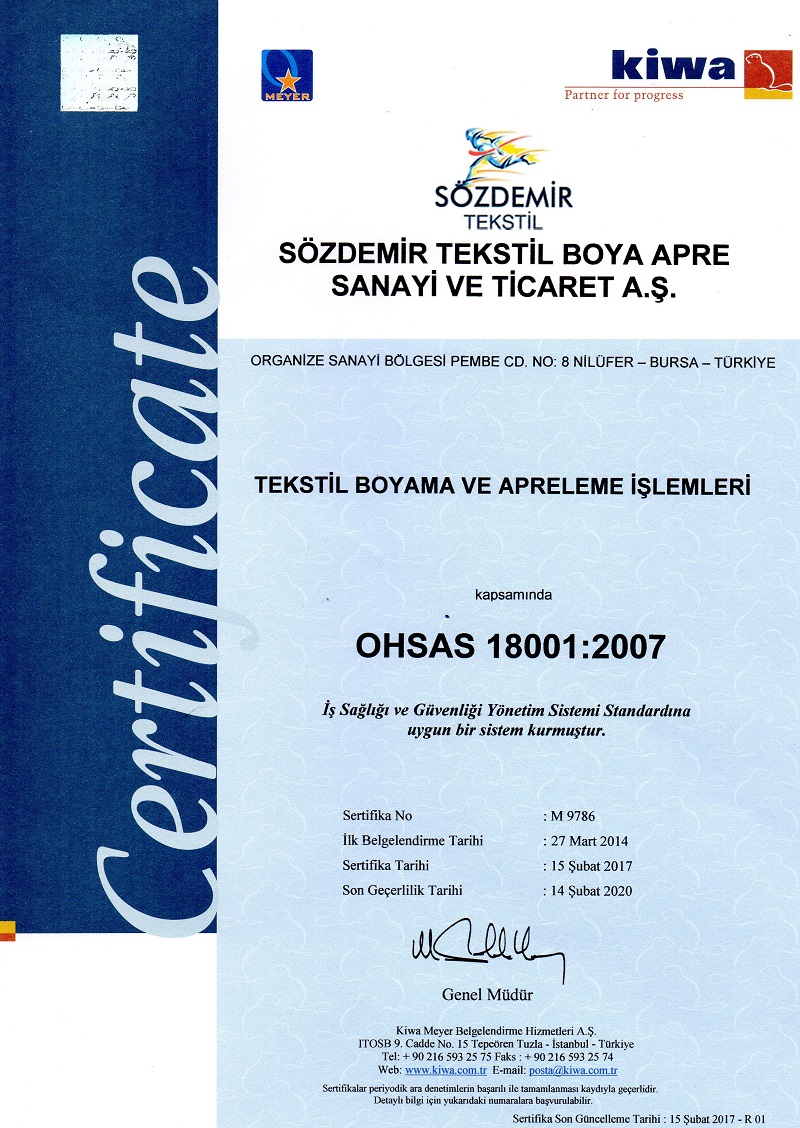 Certificate
MEYER
kiwa
Partner for progress
SÖZDEMİR
TEKSTİL
SÖZDEMİR TEKSTİL BOYA APRE
SANAYİ VE TİCARET A.Ş.
ORGANİZE SANAYİ BÖLGESİ PEMBE CD. NO: 8 NİLÜFER – BURSA – TÜRKİYE
TEKSTİL BOYAMA VE APRELEME İŞLEMLERİ
kapsamında
OHSAS 18001:2007
İş Sağlığı ve Güvenliği Yönetim Sistemi Standardına
uygun bir sistem kurmuştur.
Sertifika No : M 9786
İlk Belgelendirme Tarihi : 27 Mart 2014
Sertifika Tarihi : 15 Şubat 2017
Son Geçerlilik Tarihi : 14 Şubat 2020
Genel Müdür
Kiwa Meyer Belgelendirme Hizmetleri A.Ş.
ITOSB 9. Cadde No. 15 Tepeören Tuzla - İstanbul - Türkiye
Tel: + 90 216 593 25 75 Faks : + 90 216 593 25 74
Web: www.kiwa.com.tr E-mail: posta@kiwa.com.tr
Sertifikalar periyodik ara denetimlerin başarılı ile tamamlanması kaydıyla geçerlidir.
Detaylı bilgi için yukarıdaki numaralara başvurulabilir.
Sertifika Son Güncelleme Tarihi : 15 Şubat 2017 - R 01